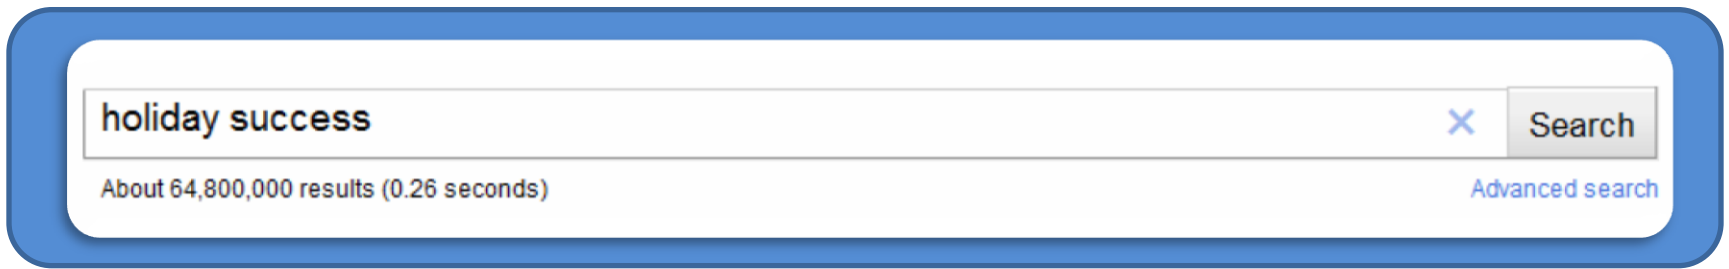 holiday success
Search
About 64,800,000 results (0.26 seconds)
Advanced search